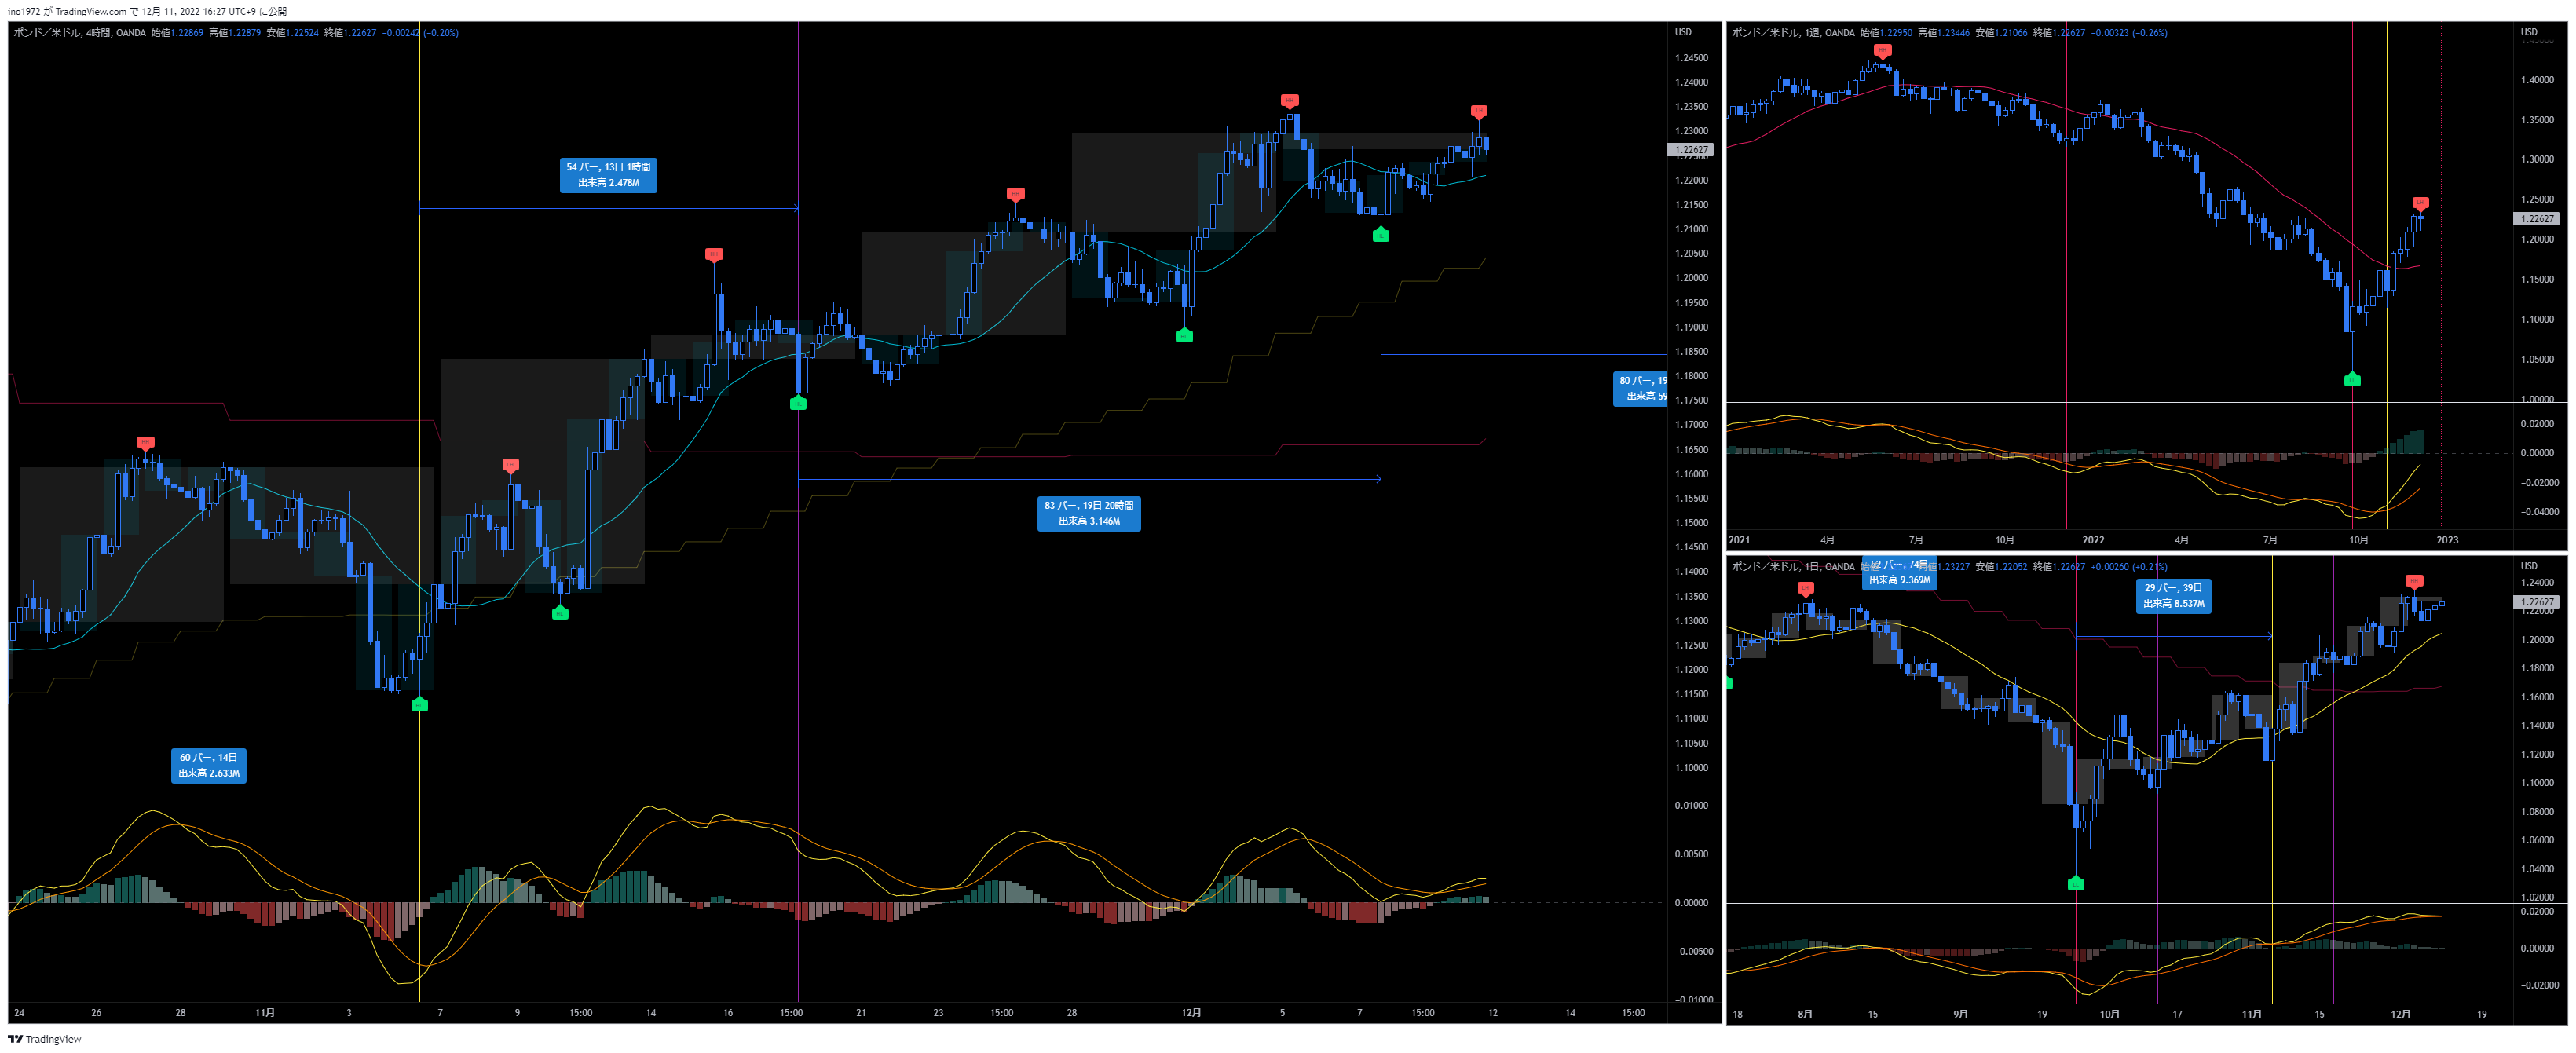 ino1972 が TradingView.com で 12月 11, 2022 16:27 UTC+9 に公開
ポンド／米ドル, 4時間, OANDA 始値1.22869 高値1.22879 安値1.22524 終値1.22627 −0.00242 (−0.20%)
USD
1.24500
1.24000
1.23500
1.23000
1.22627
1.22500
1.22000
1.21500
1.21000
1.20500
1.20000
1.19500
1.19000
1.18500
1.18000
1.17500
1.17000
1.16500
1.16000
1.15500
1.15000
1.14500
1.14000
1.13500
1.13000
1.12500
1.12000
1.11500
1.11000
1.10500
1.10000
54 バー, 13日 1時間
出来高 2.478M
80 バー, 19
出来高 59
83 バー, 19日 20時間
出来高 3.146M
60 バー, 14日
出来高 2.633M
0.01000
0.00500
0.00000
−0.00500
−0.01000
24 26 28 11月 3 7 9 15:00 14 16 15:00 21 23 15:00 28 12月 5 7 15:00 12 14 15:00
ポンド／米ドル, 1週, OANDA 始値1.22950 高値1.23446 安値1.21066 終値1.22627 −0.00323 (−0.26%)
USD
1.40000
1.35000
1.30000
1.25000
1.22627
1.20000
1.15000
1.10000
1.05000
1.00000
0.02000
0.00000
−0.02000
−0.04000
2021 4月 7月 10月 2022 4月 7月 10月 2023
ポンド／米ドル, 1日, OANDA 1.23227 安値1.22052 終値1.22627 +0.00260 (+0.21%)
52 バー, 74日
出来高 9.369M
29 バー, 39日
出来高 8.537M
USD
1.24000
1.22627
1.22000
1.20000
1.18000
1.16000
1.14000
1.12000
1.10000
1.08000
1.06000
1.04000
1.02000
0.02000
0.00000
−0.02000
18 8月 15 9月 19 10月 17 11月 15 12月 19
TradingView